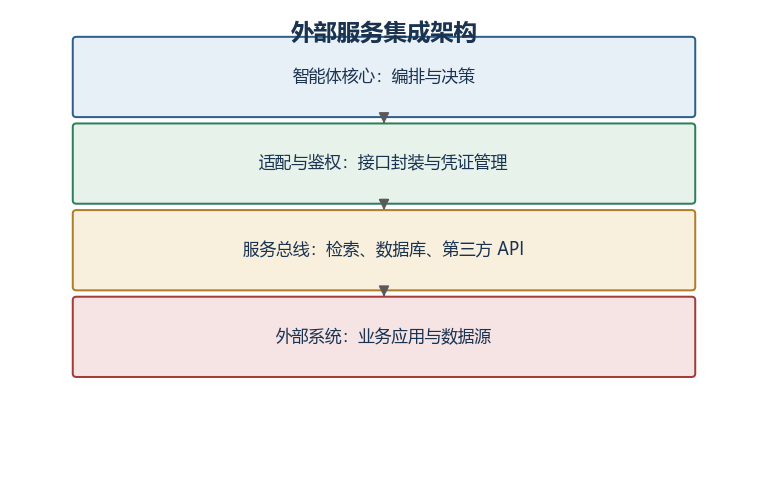 外部服务集成架构
智能体核心：编排与决策
适配与鉴权：接口封装与凭证管理
服务总线：检索、数据库、第三方 API
外部系统：业务应用与数据源